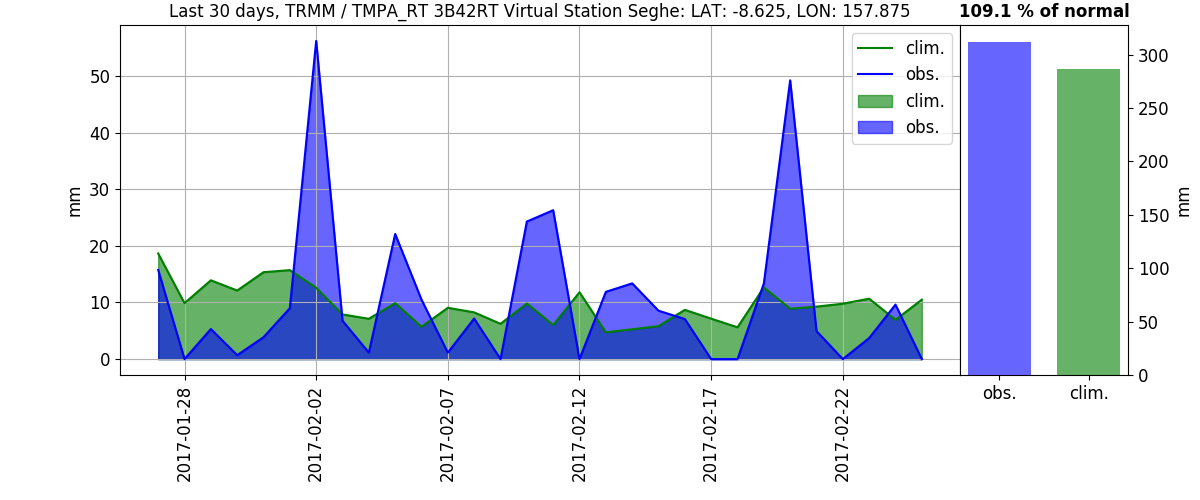 Last 30 days, TRMM / TMPA_RT 3B42RT Virtual Station Seghe: LAT: -8.625, LON: 157.875
109.1 % of normal
clim.
obs.
clim.
obs.
50
40
30
20
10
0
mm
2017-01-28
2017-02-02
2017-02-07
2017-02-12
2017-02-17
2017-02-22
300
250
200
150
100
50
0
mm
obs.
clim.